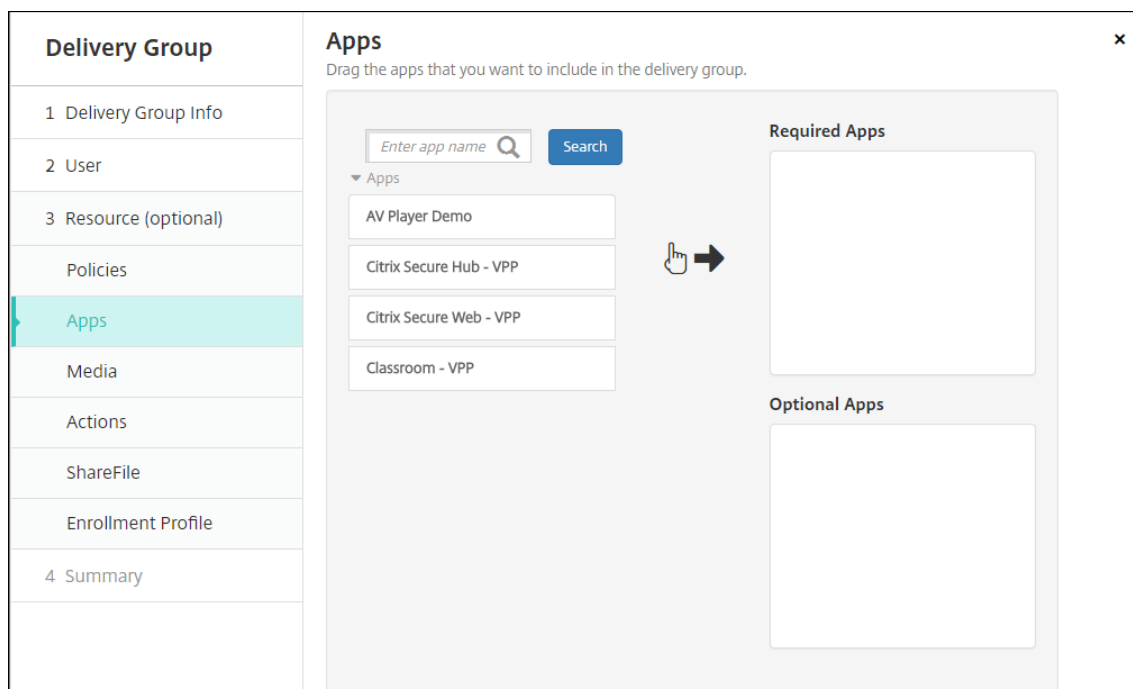 Delivery Group
1 Delivery Group Info
2 User
3 Resource (optional)
Policies
Apps
Media
Actions
ShareFile
Enrollment Profile
4 Summary
Apps
Drag the apps that you want to include in the delivery group.
Enter app name
Search
Apps
AV Player Demo
Citrix Secure Hub - VPP
Citrix Secure Web - VPP
Classroom - VPP
Required Apps
Optional Apps